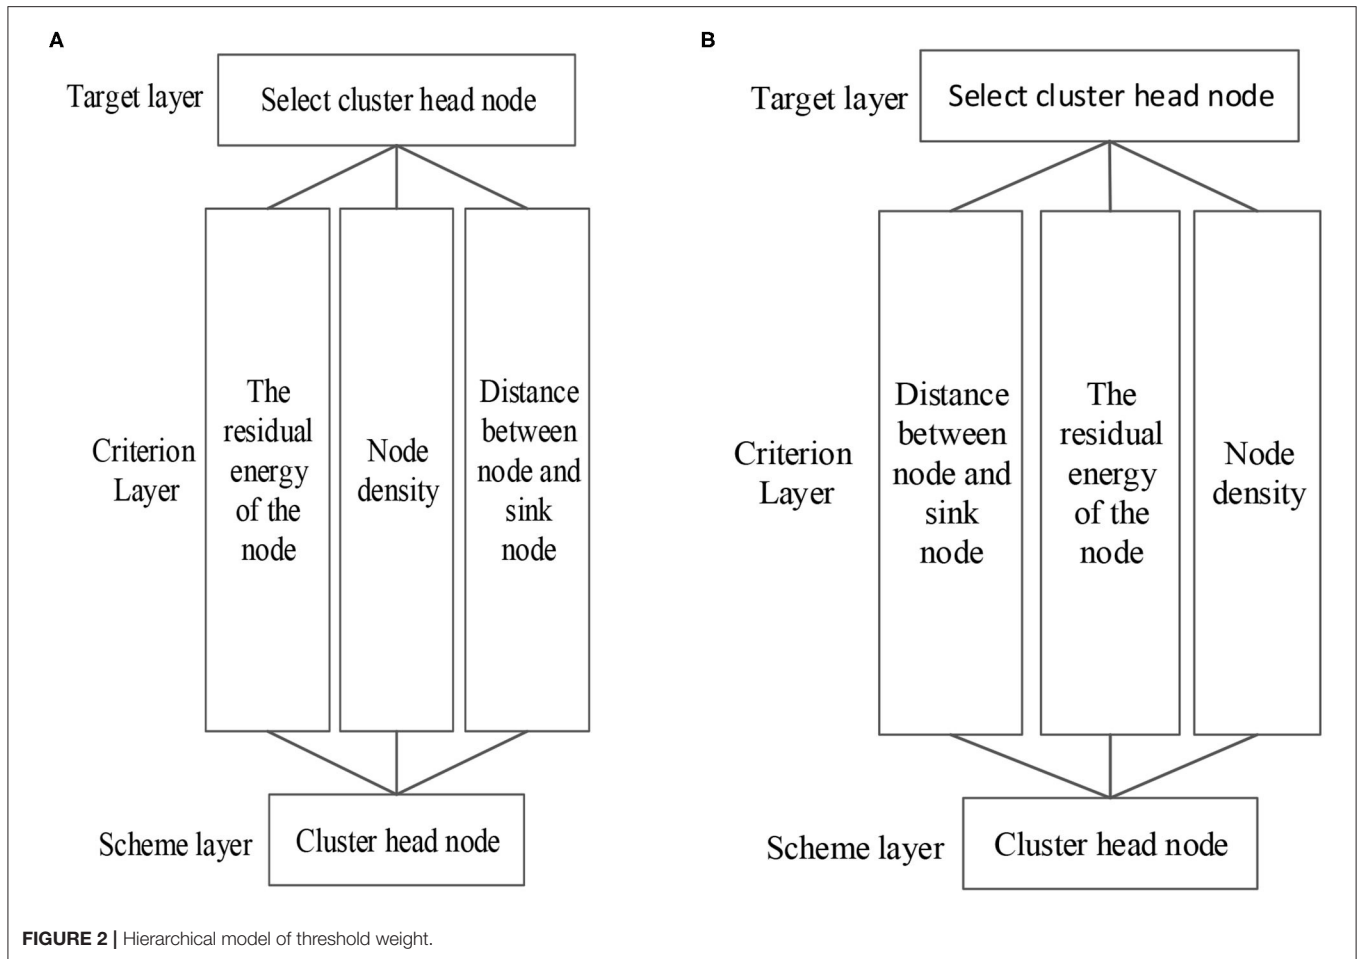 A
Target layer
Select cluster head node
Criterion
Layer
The
residual
energy
of the
node
Node
density
Distance
between
node and
sink
node
Scheme layer
Cluster head node
B
Target layer
Select cluster head node
Criterion
Layer
Distance
between
node and
sink
node
The
residual
energy
of the
node
Node
density
Scheme layer
Cluster head node
FIGURE 2 | Hierarchical model of threshold weight.